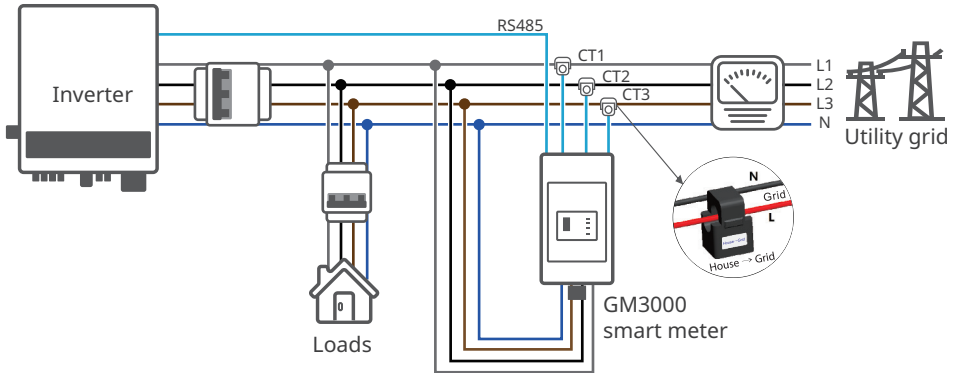 RS485
CT1
CT2
CT3
L1
L2
L3
N
Inverter
Utility grid
N
Grid
L
House → Grid
House → Grid
GM3000
smart meter
Loads